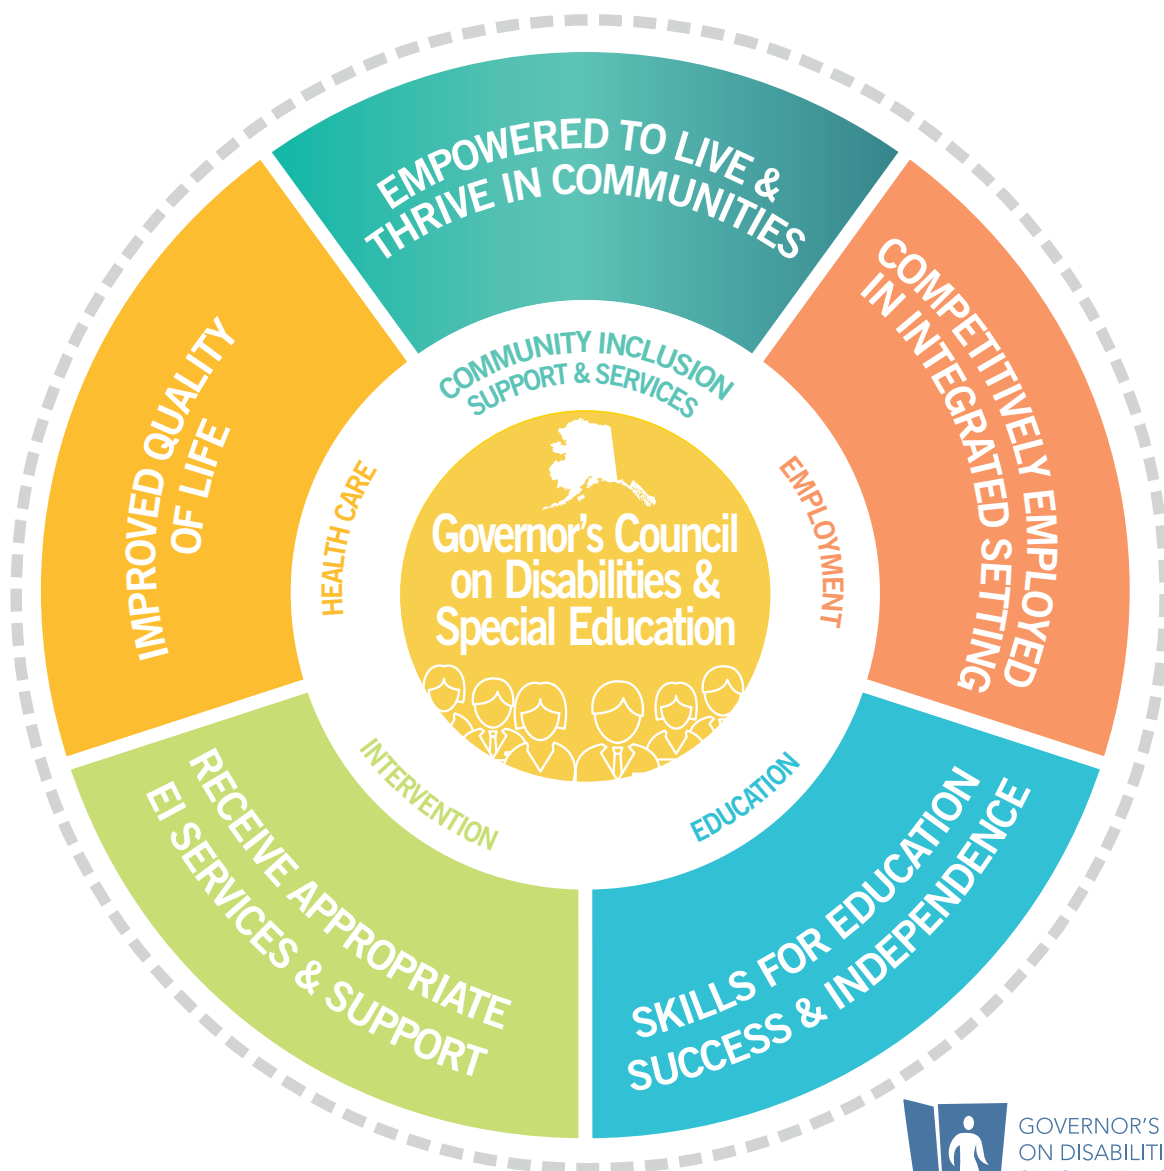 EMPOWERED TO LIVE &
THRIVE IN COMMUNITIES
COMPETITIVELY EMPLOYED
IN INTEGRATED SETTING
SKILLS FOR EDUCATION
SUCCESS & INDEPENDENCE
RECEIVE APPROPRIATE
EI SERVICES & SUPPORT
IMPROVED QUALITY
OF LIFE
COMMUNITY INCLUSION
SUPPORT & SERVICES
EMPLOYMENT
EDUCATION
INTERVENTION
HEALTH CARE
Governor's Council
on Disabilities &
Special Education
GOVERNOR'S
ON DISABILITI